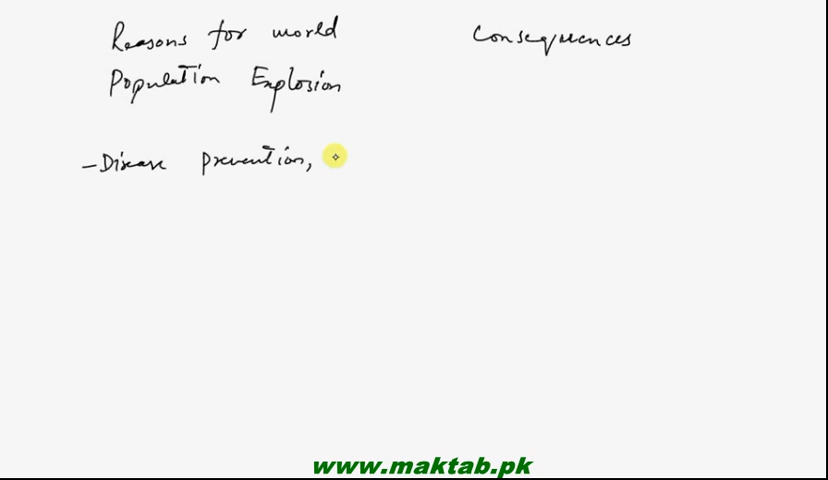 Reasons for world
Population Explosion
Consequences
- Disease prevention,
www.maktab.pk